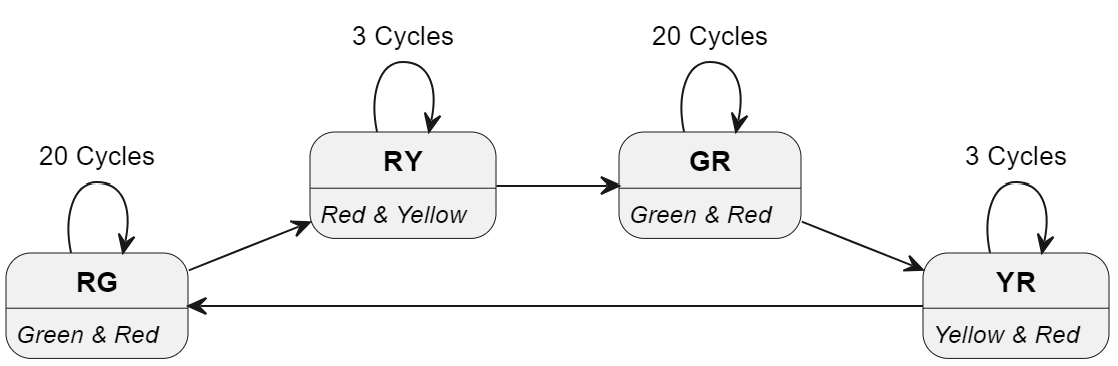 3 Cycles
20 Cycles
20 Cycles
3 Cycles
RY
GR
Red & Yellow
Green & Red
RG
YR
Green & Red
Yellow & Red